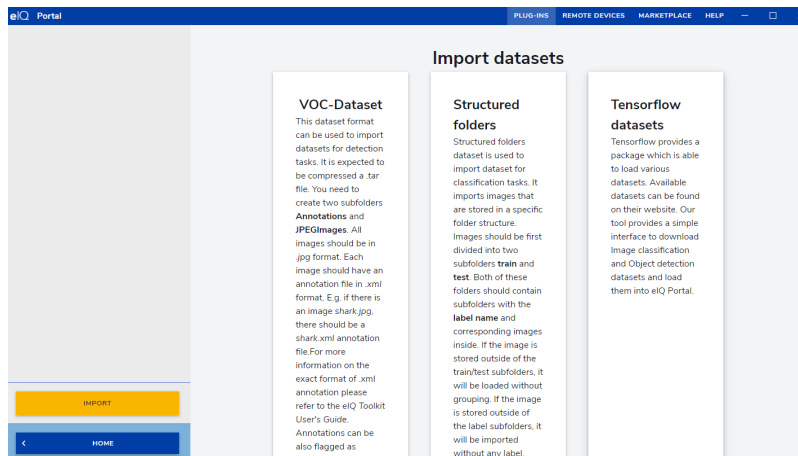 eIQ Portal
PLUG-INS REMOTE DEVICES MARKETPLACE HELP
Import datasets
VOC-Dataset
This dataset format
can be used to import
datasets for detection
tasks. It is expected to
be compressed a .tar
file. You need to
create two subfolders
Annotations and
JPEGImages. All
images should be in
.jpg format. Each
image should have an
annotation file in .xml
format. E.g. if there is
an image shark.jpg,
there should be a
shark.xml annotation
file.For more
information on the
exact format of .xml
annotation please
refer to the eIQ Toolkit
User's Guide.
Annotations can be
also flagged as
Structured
folders
Structured folders
dataset is used to
import dataset for
classification tasks. It
imports images that
are stored in a specific
folder structure.
Images should be first
divided into two
subfolders train and
test. Both of these
folders should contain
subfolders with the
label name and
corresponding images
inside. If the image is
stored outside of the
train/test subfolders, it
will be loaded without
grouping. If the image
is stored outside of
the label subfolders, it
will be imported
without any label.
Tensorflow
datasets
Tensorflow provides a
package which is able
to load various
datasets. Available
datasets can be found
on their website. Our
tool provides a simple
interface to download
Image classification
and Object detection
datasets and load
them into eIQ Portal.
IMPORT
HOME